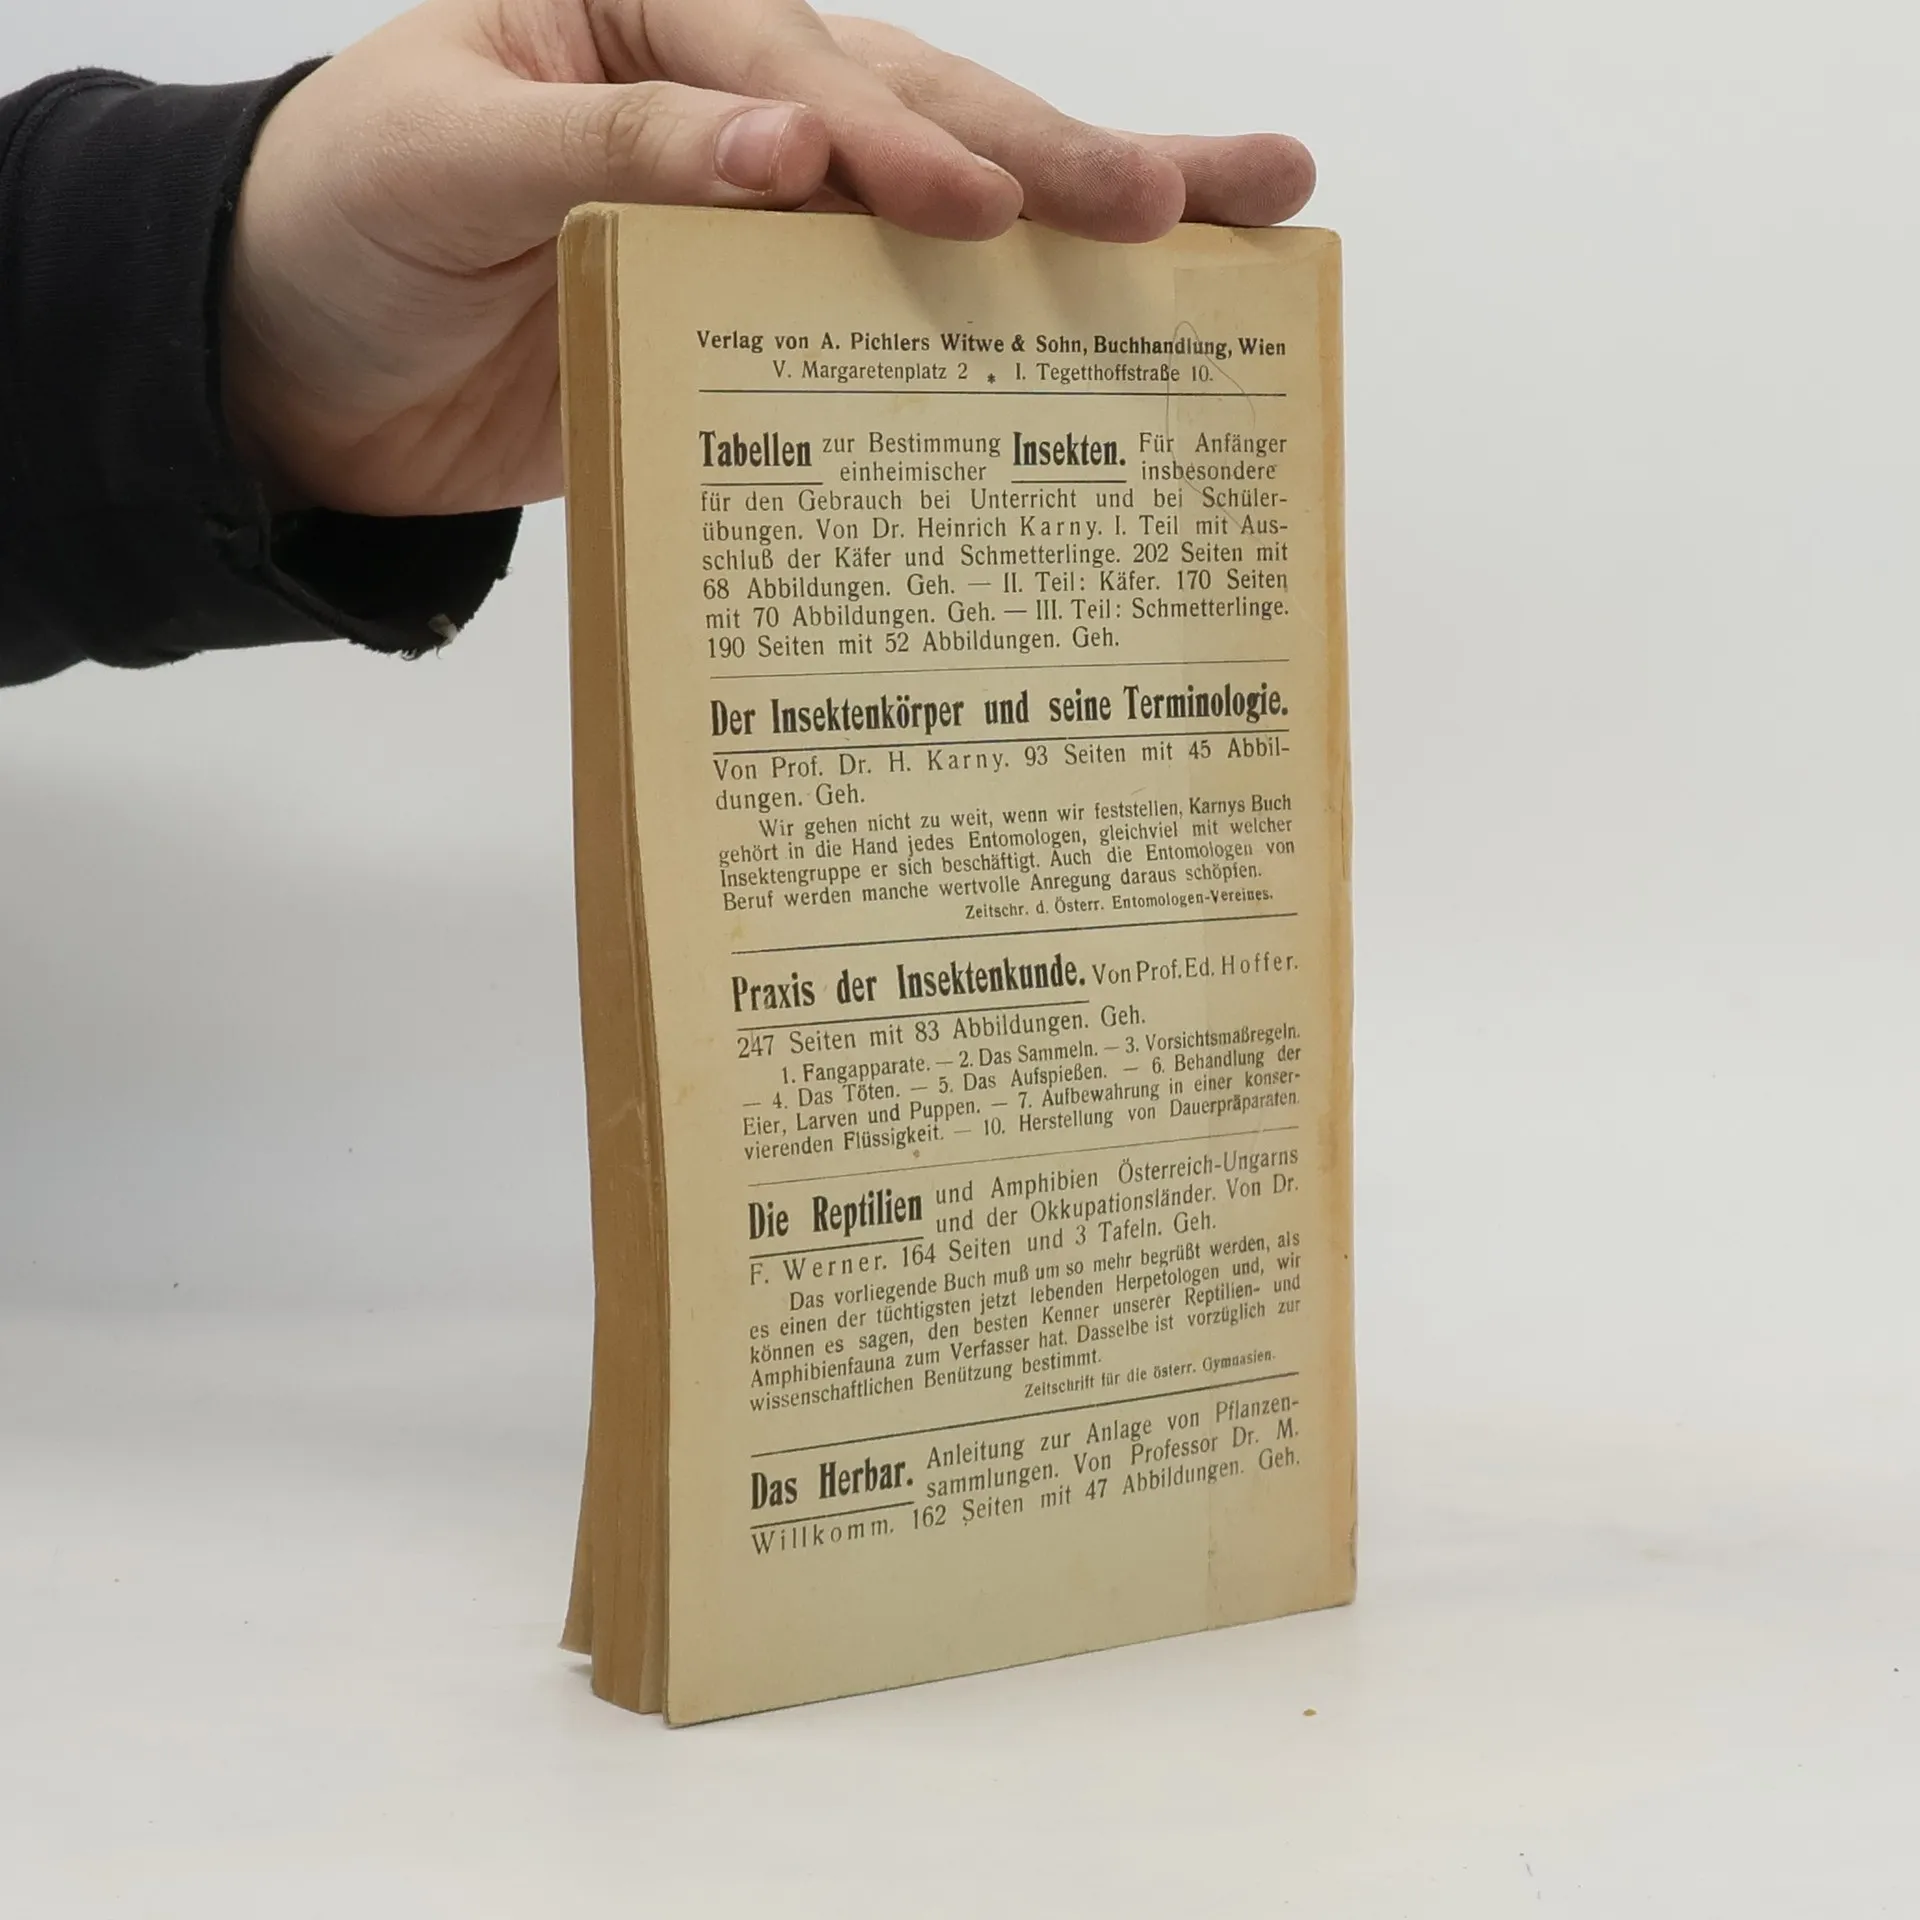 Verlag von A. Pichlers Witwe & Sohn, Buchhandlung, Wien
V. Margaretenplatz 2 * I. Tegetthoffstraße 10.
Tabellen zur Bestimmung Insekten. Für Anfänger
einheimischer insbesondere
für den Gebrauch bei Unterricht und bei Schüler-
übungen. Von Dr. Heinrich Karny. I. Teil mit Aus-
schluß der Käfer und Schmetterlinge. 202 Seiten mit
68 Abbildungen. Geh. — II. Teil: Käfer. 170 Seiten
mit 70 Abbildungen. Geh. — III. Teil: Schmetterlinge.
190 Seiten mit 52 Abbildungen. Geh.
Der Insektenkörper und seine Terminologie.
Von Prof. Dr. H. Karny. 93 Seiten mit 45 Abbil-
dungen. Geh.
Wir gehen nicht zu weit, wenn wir feststellen, Karnys Buch
gehört in die Hand jedes Entomologen, gleichviel mit welcher
Insektengruppe er sich beschäftigt. Auch die Entomologen von
Beruf werden manche wertvolle Anregung daraus schöpfen.
Zeitschr. d. Österr. Entomologen-Vereines.
Praxis der Insektenkunde. Von Prof. Ed. Hoffer.
247 Seiten mit 83 Abbildungen. Geh.
1. Fangapparate. — 2. Das Sammeln. — 3. Vorsichtsmaßregeln.
— 4. Das Töten. — 5. Das Aufspießen. — 6. Behandlung der
Eier, Larven und Puppen. — 7. Aufbewahrung in einer konser-
vierenden Flüssigkeit. — 10. Herstellung von Dauerpräparaten.
Die Reptilien und Amphibien Österreich-Ungarns
und der Okkupationsländer. Von Dr.
F. Werner. 164 Seiten und 3 Tafeln. Geh.
Das vorliegende Buch muß um so mehr begrüßt werden, als
es einen der tüchtigsten jetzt lebenden Herpetologen und, wir
können es sagen, den besten Kenner unserer Reptilien- und
Amphibienfauna zum Verfasser hat. Dasselbe ist vorzüglich zur
wissenschaftlichen Benützung bestimmt.
Zeitschrift für die österr. Gymnasien.
Das Herbar. Anleitung zur Anlage von Pflanzen-
sammlungen. Von Professor Dr. M.
Willkomm. 162 Seiten mit 47 Abbildungen. Geh.